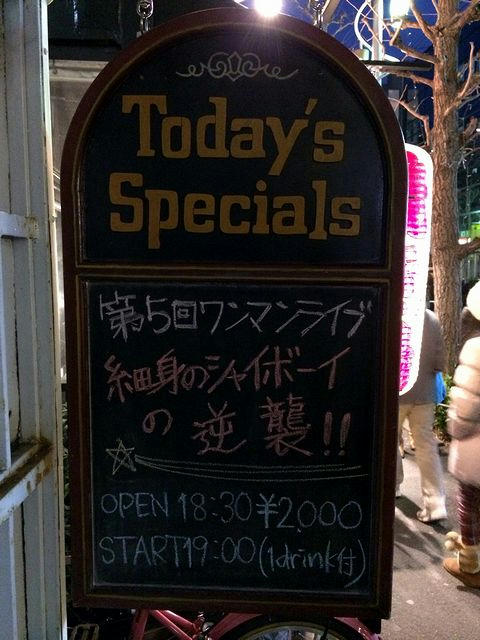 Today's
Specials
第5回ワンマンライブ
細身のシャイボーイ
の 逆 襲!!
OPEN 18:30 ¥2,000
START 19:00 (1drink付)